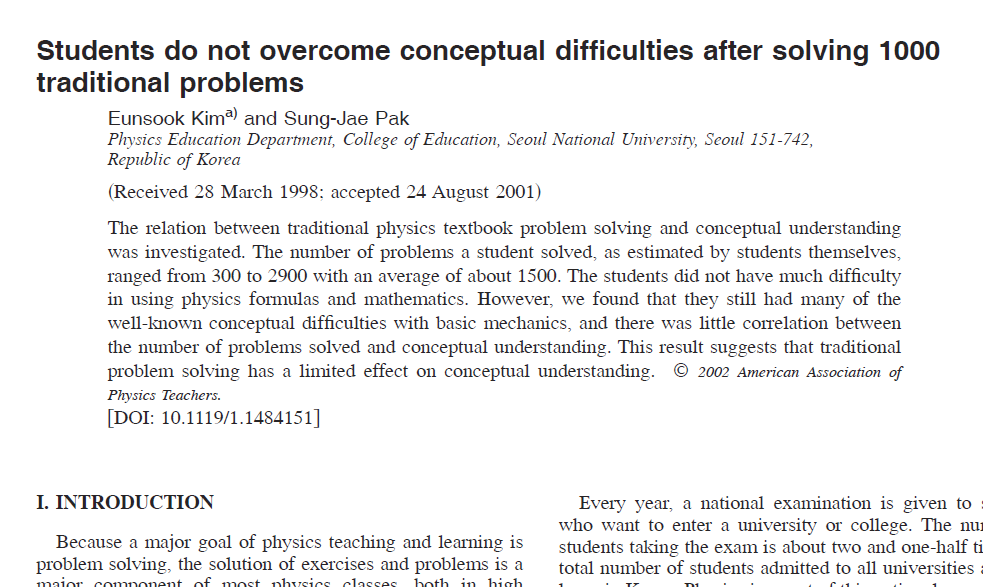 Students do not overcome conceptual difficulties after solving 1000
traditional problems
Eunsook Kima) and Sung-Jae Pak
Physics Education Department, College of Education, Seoul National University, Seoul 151-742,
Republic of Korea
(Received 28 March 1998; accepted 24 August 2001)
The relation between traditional physics textbook problem solving and conceptual understanding
was investigated. The number of problems a student solved, as estimated by students themselves,
ranged from 300 to 2900 with an average of about 1500. The students did not have much difficulty
in using physics formulas and mathematics. However, we found that they still had many of the
well-known conceptual difficulties with basic mechanics, and there was little correlation between
the number of problems solved and conceptual understanding. This result suggests that traditional
problem solving has a limited effect on conceptual understanding. © 2002 American Association of
Physics Teachers.
[DOI: 10.1119/1.1484151]
I. INTRODUCTION
Because a major goal of physics teaching and learning is
problem solving, the solution of exercises and problems is a
major component of most physics classes, both in high
Every year, a national examination is given to
who want to enter a university or college. The
students taking the exam is about two and one-half
total number of students admitted to all universities